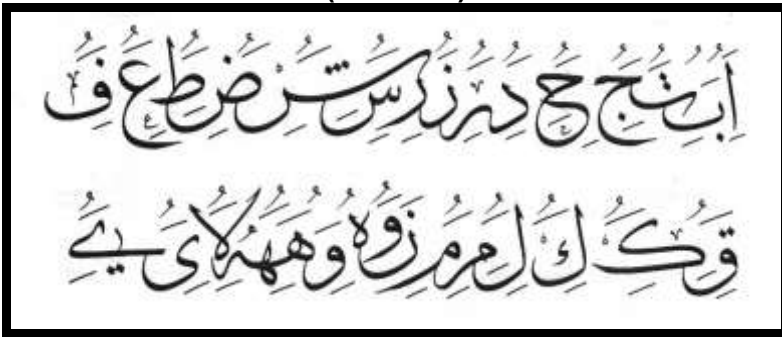 ا ب ت ج ح د ر ز ر س ش ر ض ط ع ف
ق ك ك ل م ر م ز و ه و ه ه لا ي ي